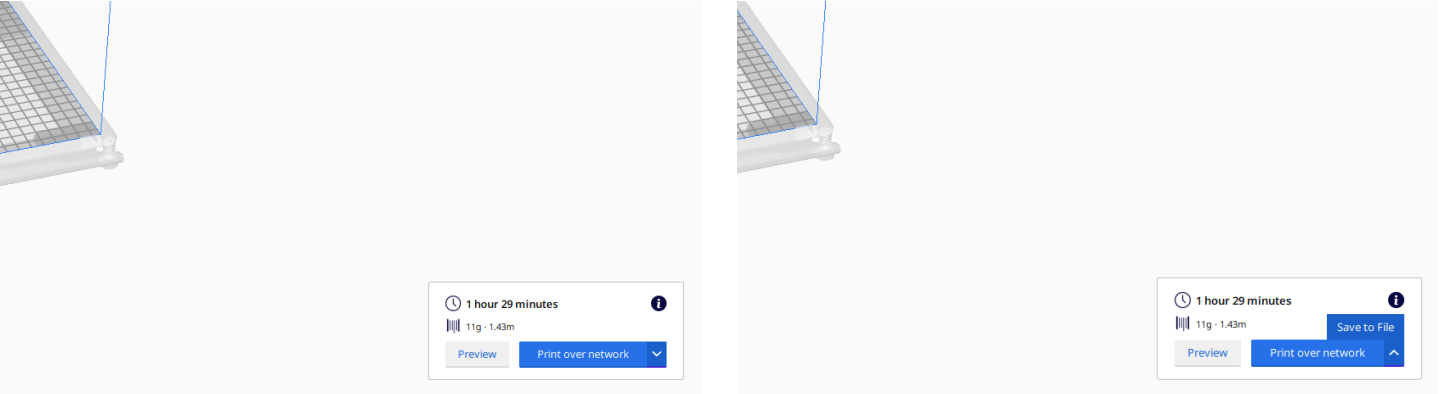 1 hour 29 minutes
11g · 1.43m
Preview
Print over network
1 hour 29 minutes
11g · 1.43m
Save to File
Preview
Print over network